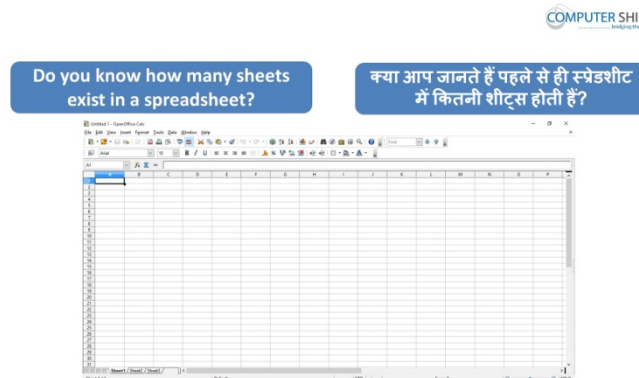 COMPUTER SHI
bridging the
Do you know how many sheets
exist in a spreadsheet?
क्या आप जानते हैं पहले से ही स्प्रेडशीट
में कितनी शीट्स होती हैं?
Untitled 1 - OpenOffice Calc
File Edit View Insert Format Tools Data Window Help
Find
Arial 10 B I U
A1
A B C D E F G H I J K L M N O P
1
2
3
4
5
6
7
8
9
10
11
12
13
14
15
16
17
18
19
20
21
22
23
24
25
26
27
28
29
30
31
Sheet1 Sheet2 Sheet3